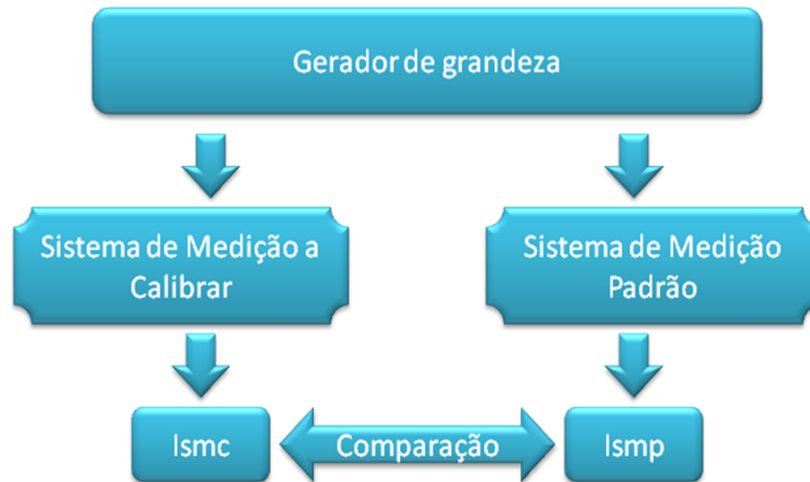 Gerador de grandeza
Sistema de Medição a
Calibrar
Sistema de Medição
Padrão
Ismc
Comparação
Ismp